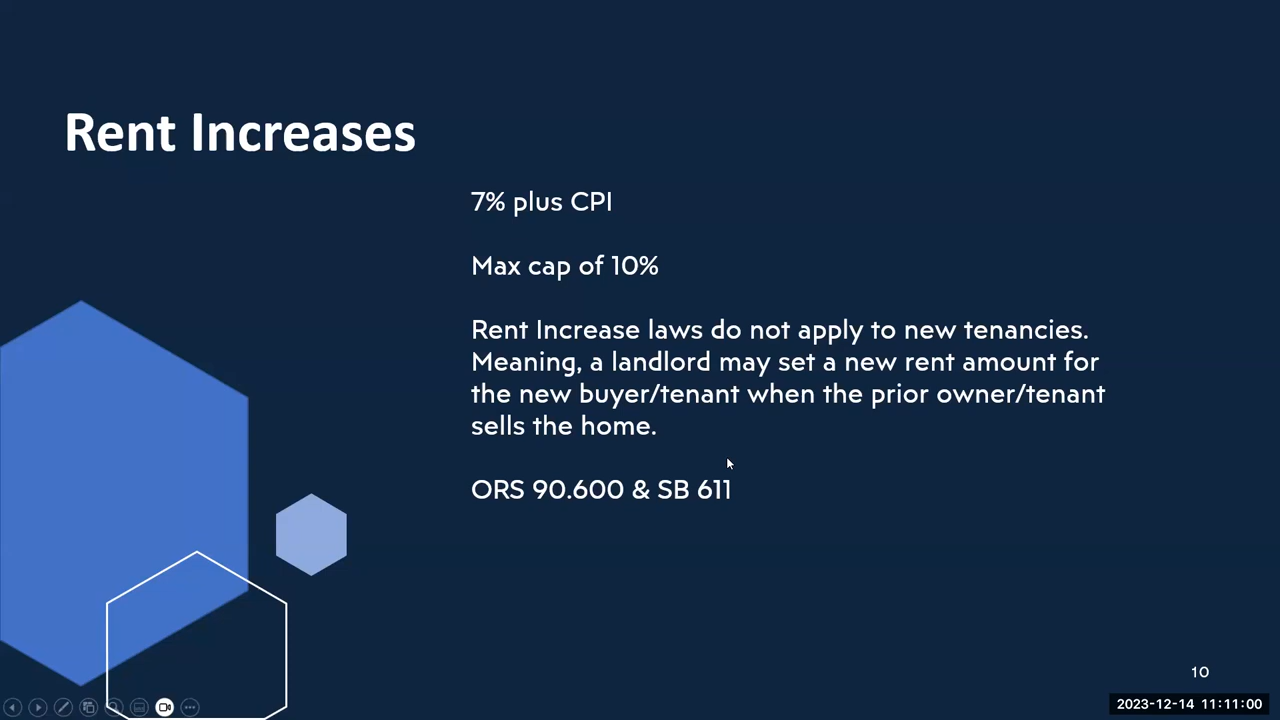 Rent Increases
7% plus CPI
Max cap of 10%
Rent Increase laws do not apply to new tenancies.
Meaning, a landlord may set a new rent amount for
the new buyer/tenant when the prior owner/tenant
sells the home.
ORS 90.600 & SB 611
10
2023-12-14 11:11:00